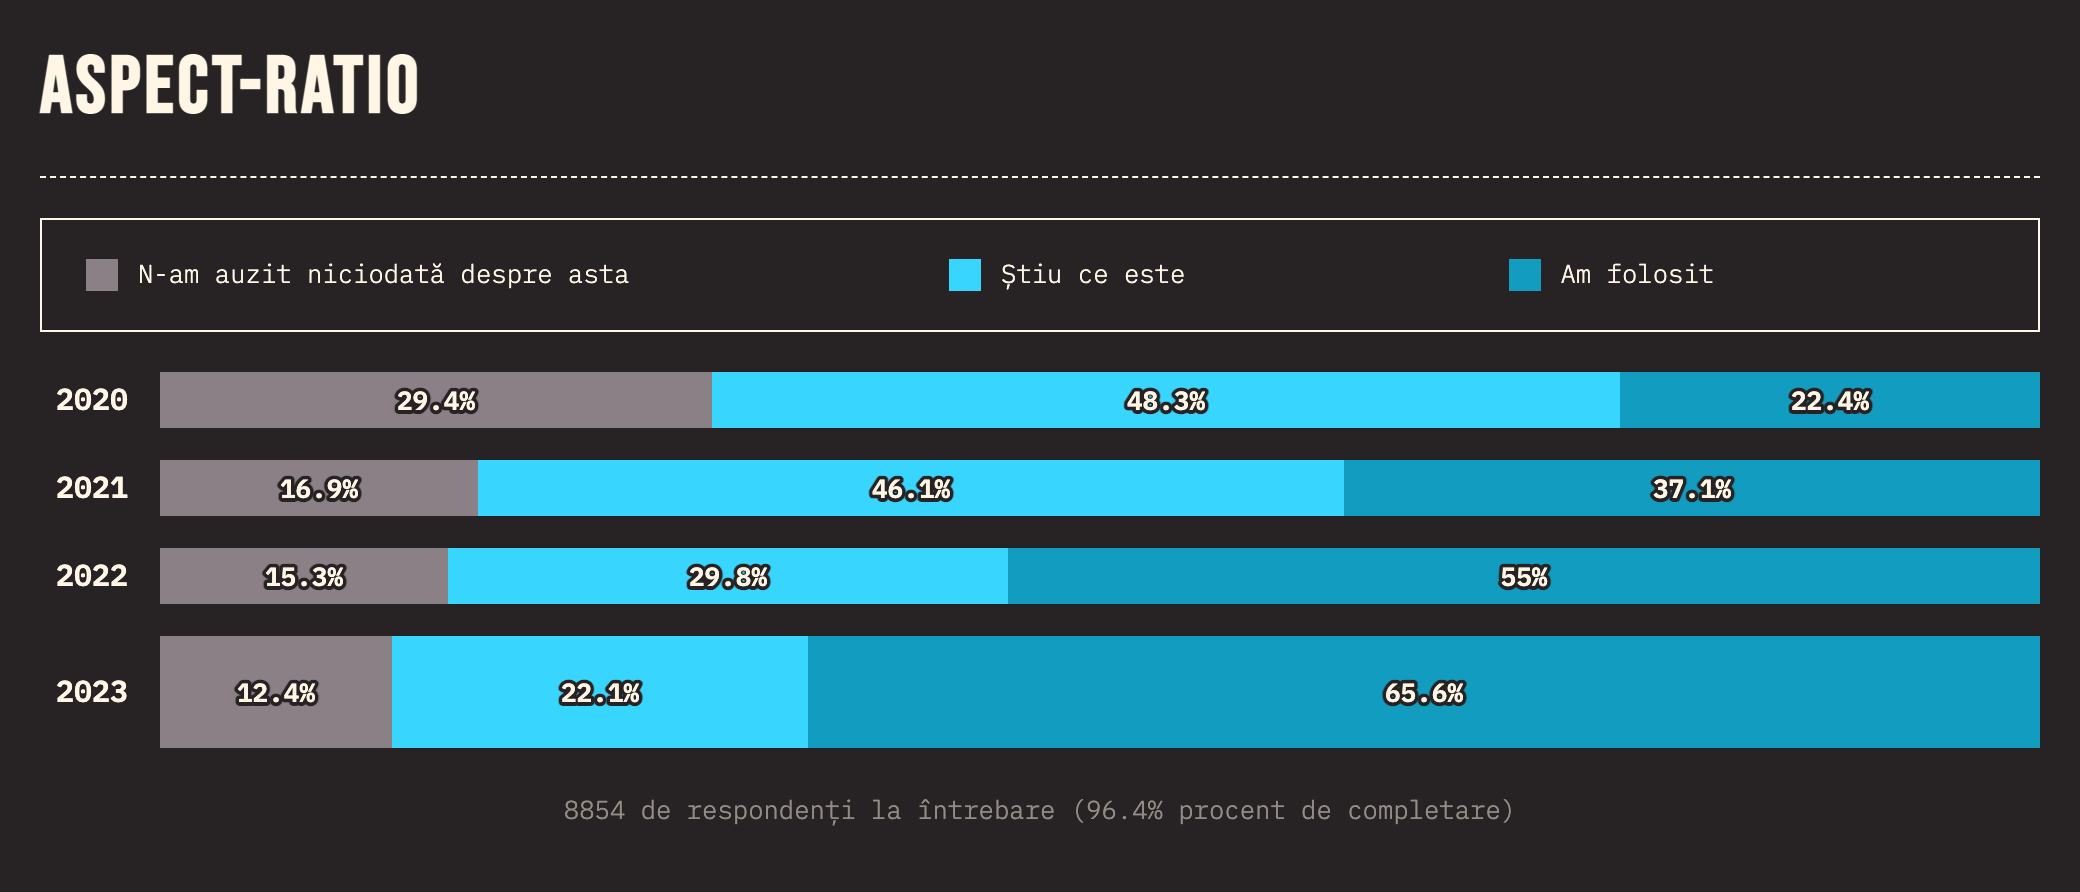 ASPECT-RATIO
N-am auzit niciodată despre asta
Știu ce este
Am folosit
2020 29.4% 48.3% 22.4%
2021 16.9% 46.1% 37.1%
2022 15.3% 29.8% 55%
2023 12.4% 22.1% 65.6%
8854 de respondenți la întrebare (96.4% procent de completare)